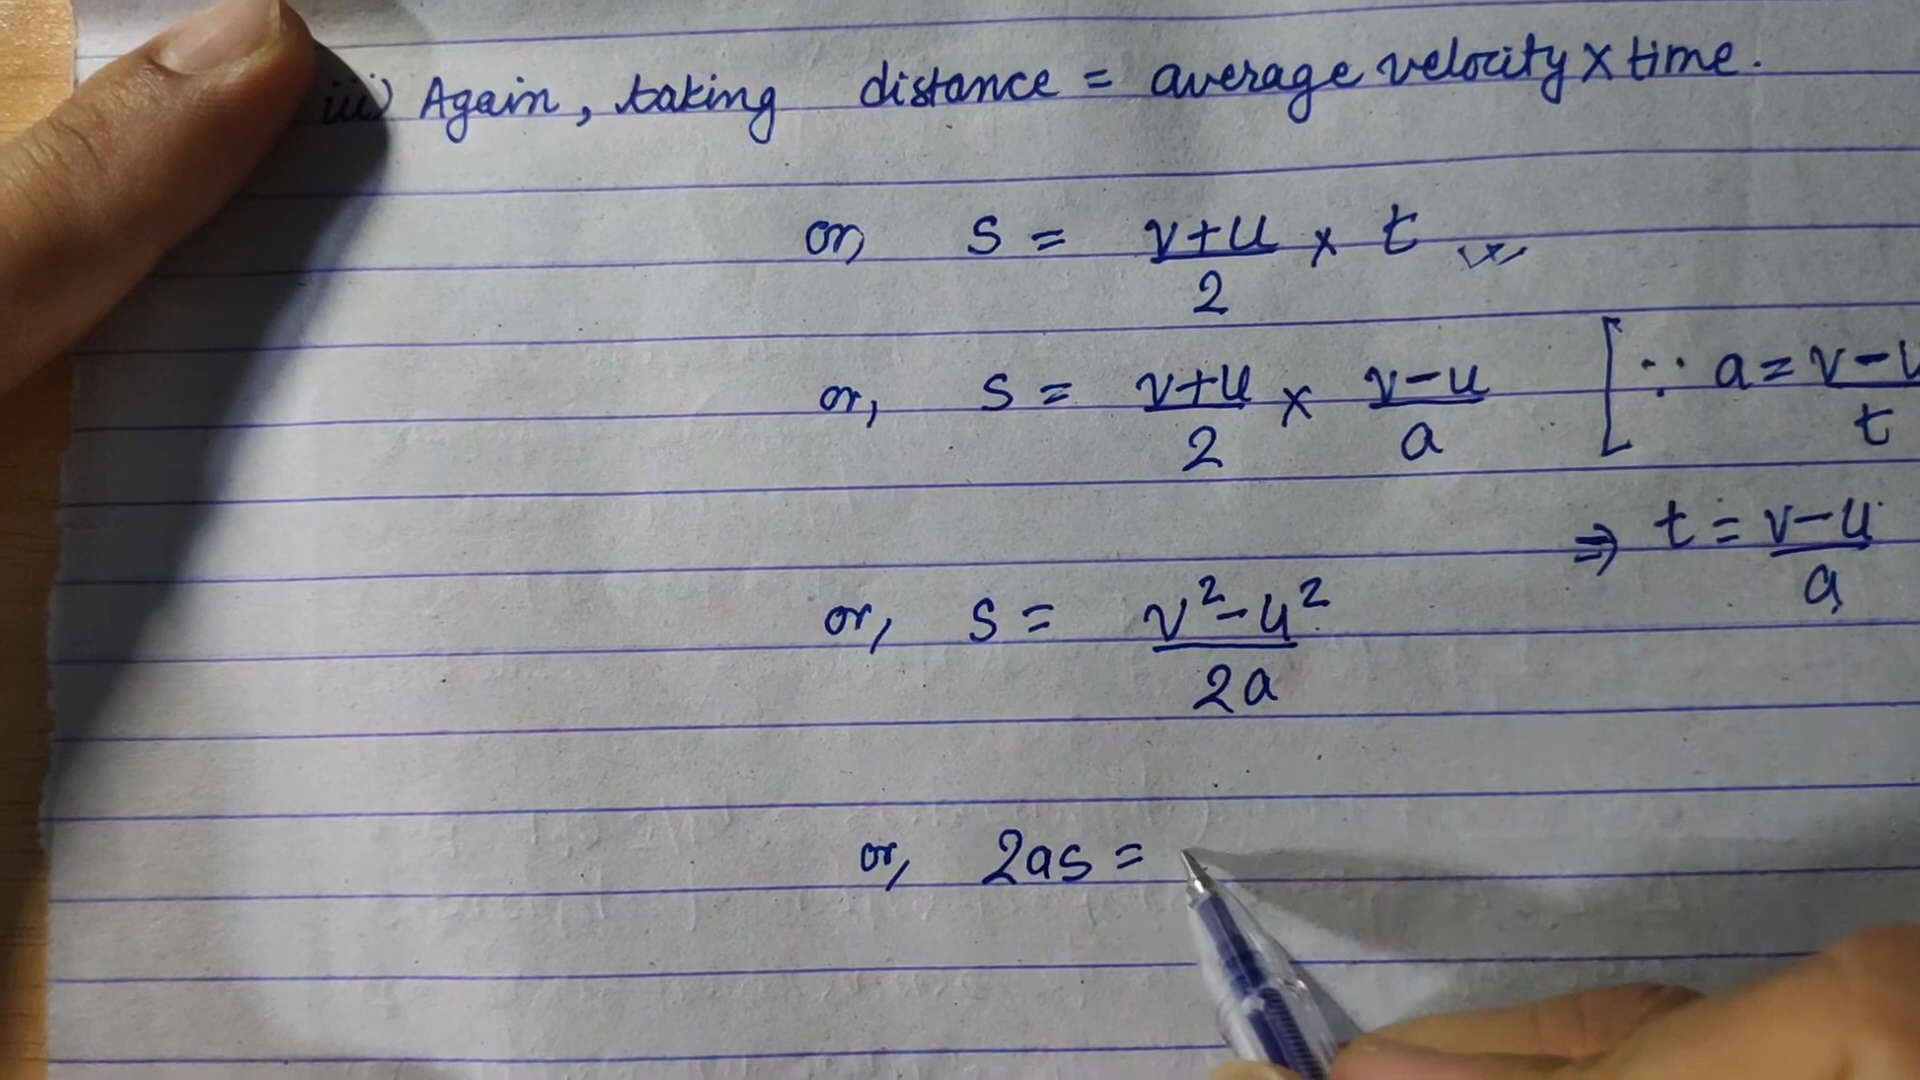 iii) Again, taking distance = average velocity × time.
or, s = v+u/2 × t
or, s = v+u/2 × v-u/a [∵ a = v-u/t
⇒ t = v-u/a
or, s = v²-u²/2a
or, 2as =